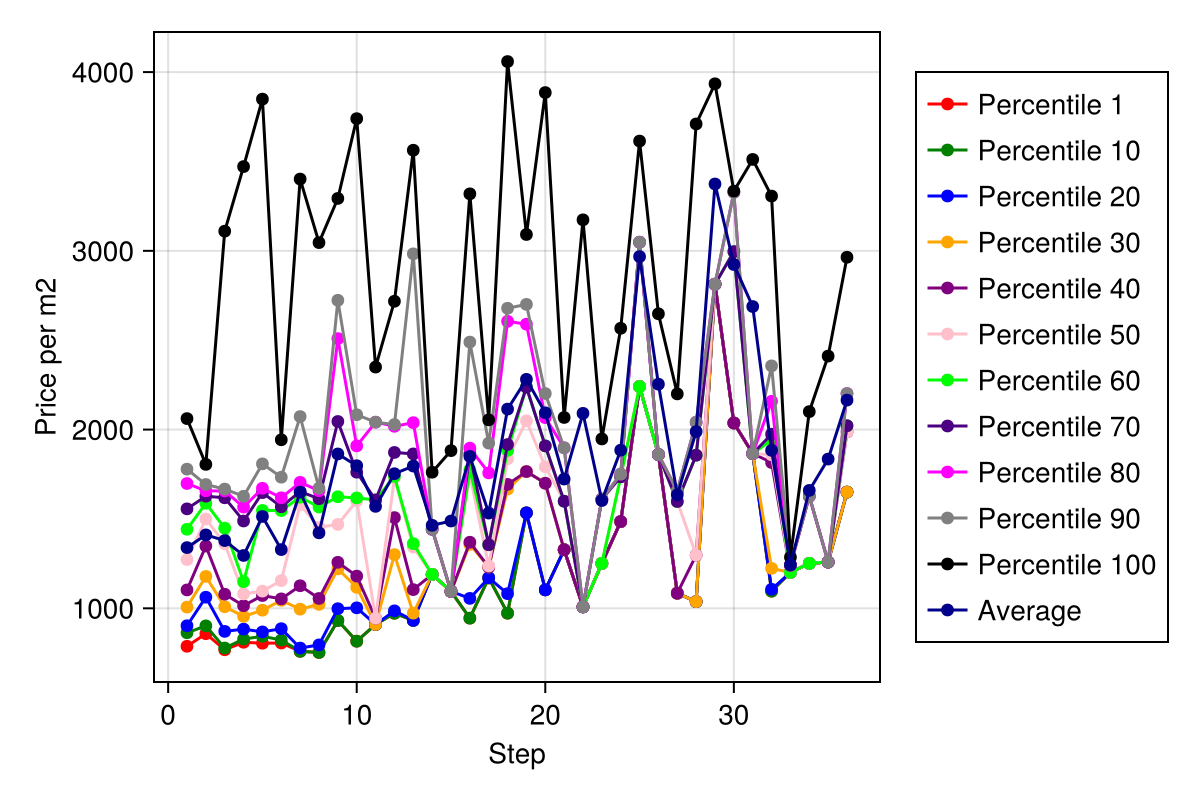 4000
3000
2000
1000
Price per m2
0
10
20
30
Step
Percentile 1
Percentile 10
Percentile 20
Percentile 30
Percentile 40
Percentile 50
Percentile 60
Percentile 70
Percentile 80
Percentile 90
Percentile 100
Average